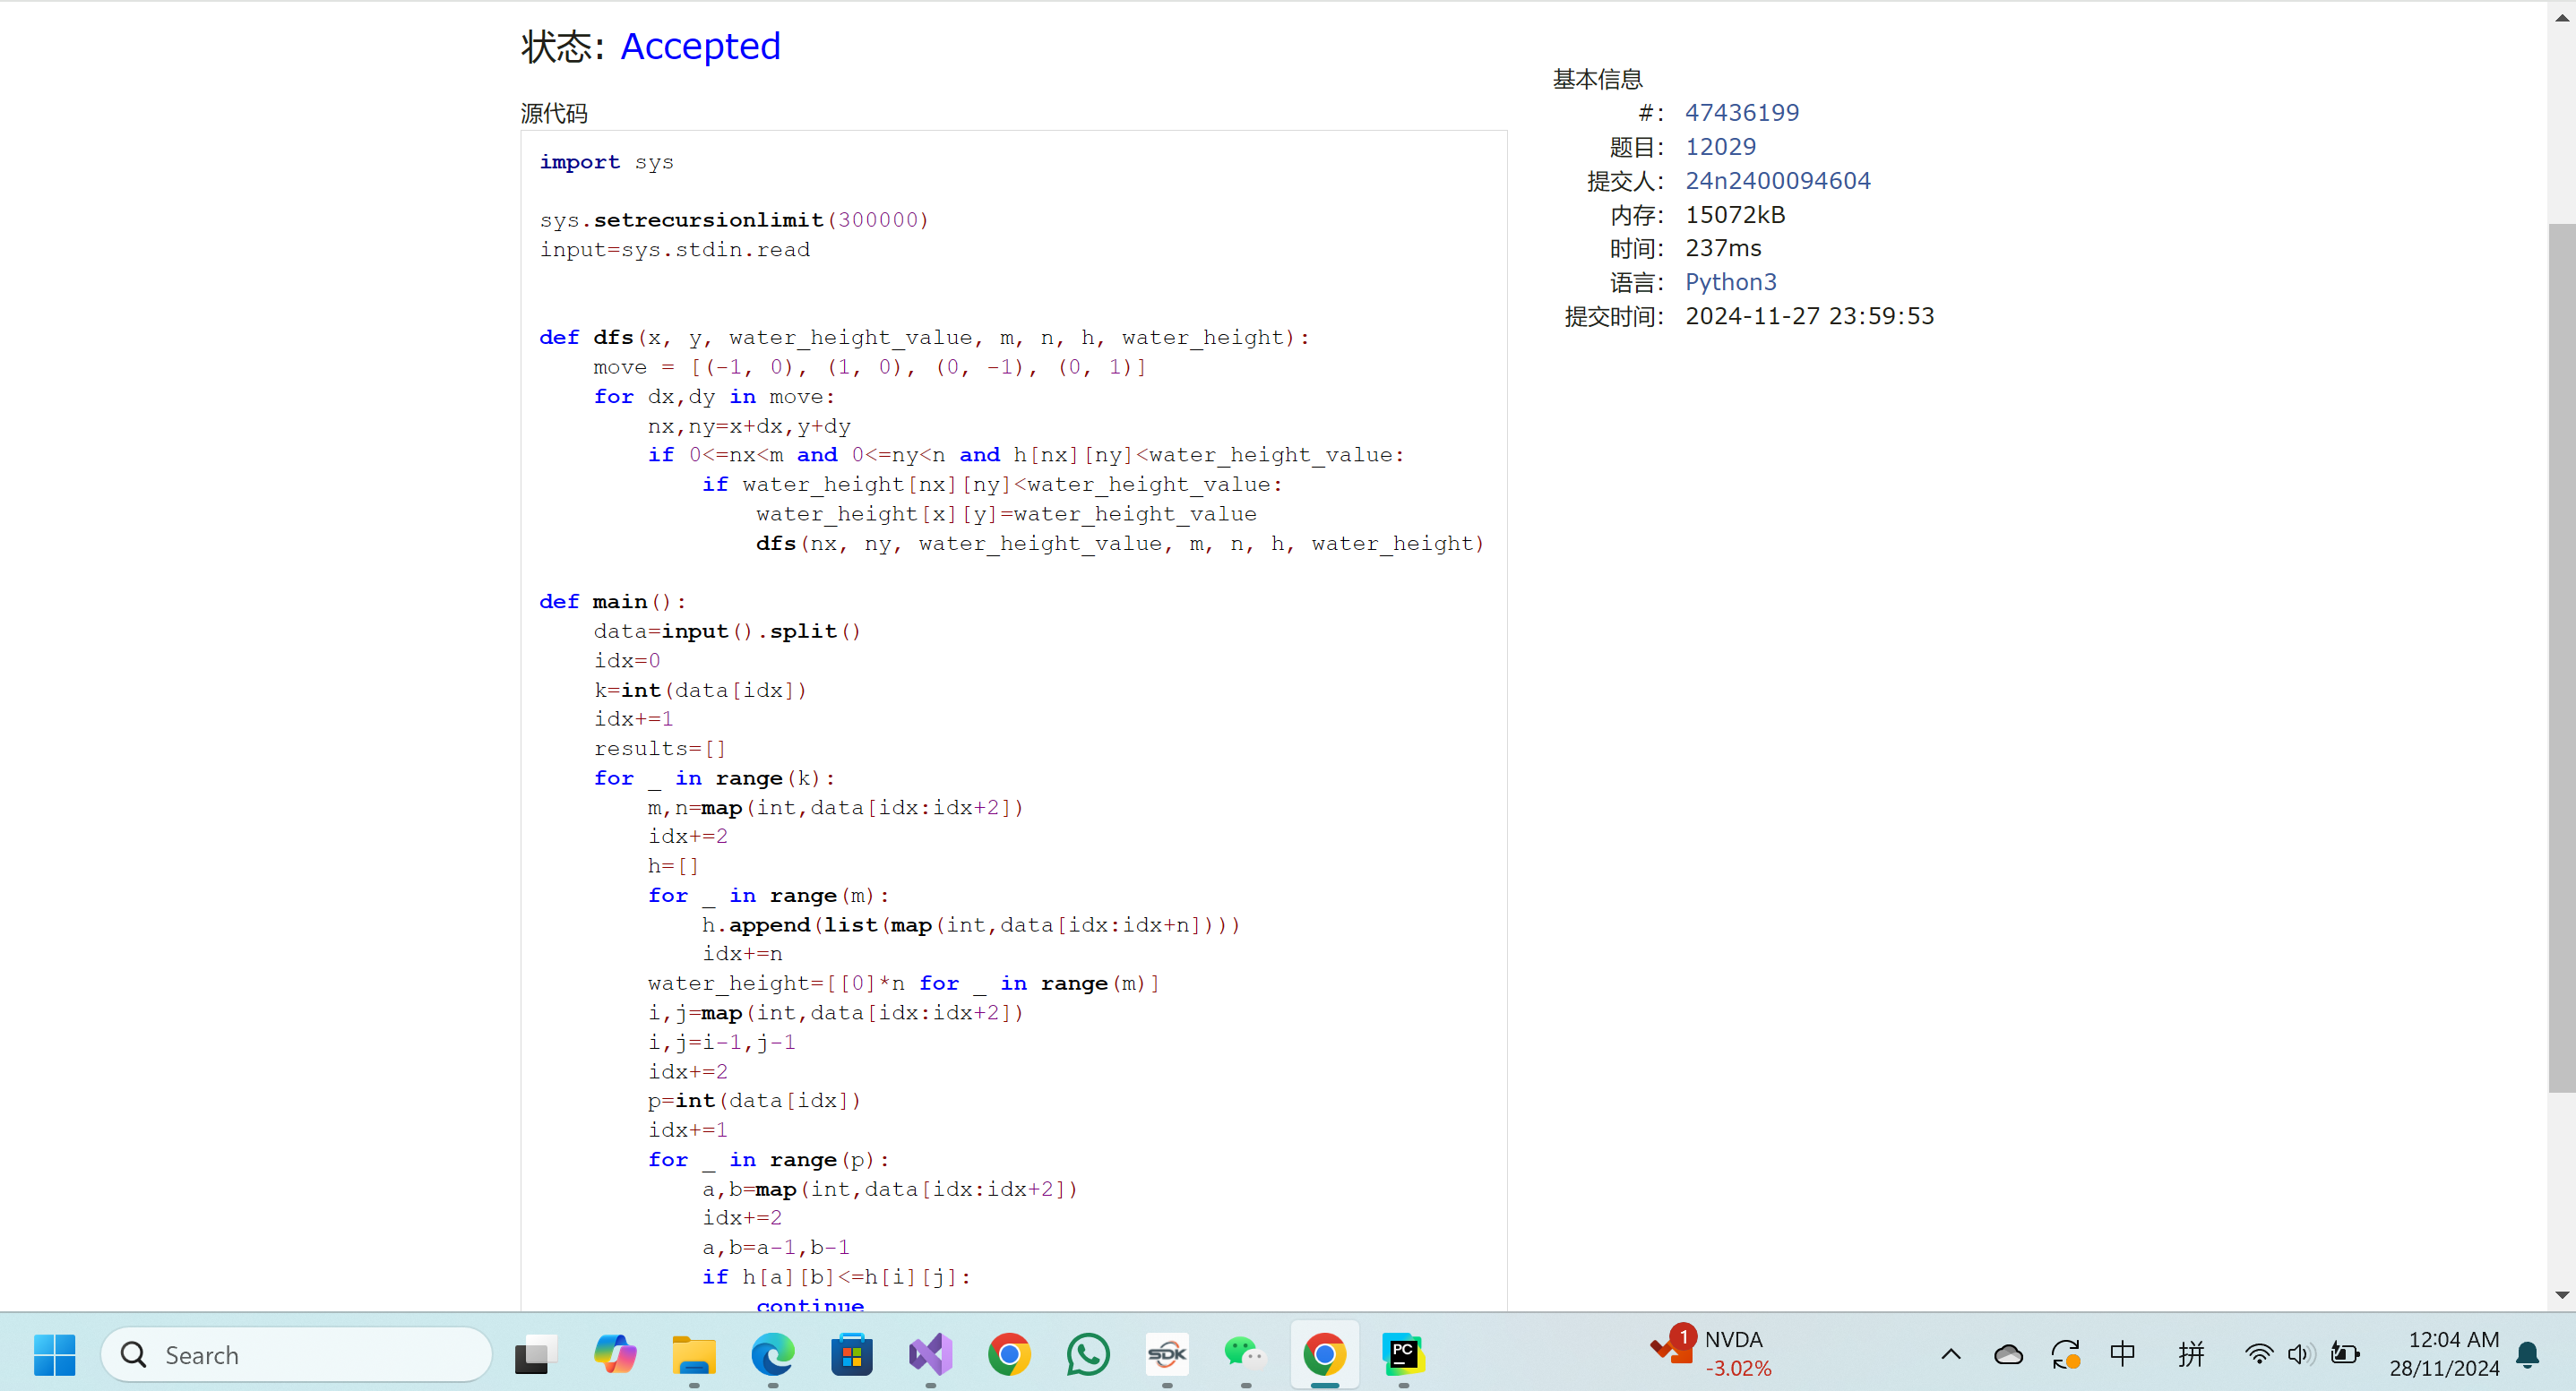 状态: Accepted
源代码
import sys
sys.setrecursionlimit(300000)
input=sys.stdin.read
def dfs(x, y, water_height_value, m, n, h, water_height):
    move = [(-1, 0), (1, 0), (0, -1), (0, 1)]
    for dx,dy in move:
        nx,ny=x+dx,y+dy
        if 0<=nx<m and 0<=ny<n and h[nx][ny]<water_height_value:
            if water_height[nx][ny]<water_height_value:
                water_height[x][y]=water_height_value
                dfs(nx, ny, water_height_value, m, n, h, water_height)
def main():
    data=input().split()
    idx=0
    k=int(data[idx])
    idx+=1
    results=[]
    for _ in range(k):
        m,n=map(int,data[idx:idx+2])
        idx+=2
        h=[]
        for _ in range(m):
            h.append(list(map(int,data[idx:idx+n])))
            idx+=n
        water_height=[[0]*n for _ in range(m)]
        i,j=map(int,data[idx:idx+2])
        i,j=i-1,j-1
        idx+=2
        p=int(data[idx])
        idx+=1
        for _ in range(p):
            a,b=map(int,data[idx:idx+2])
            idx+=2
            a,b=a-1,b-1
            if h[a][b]<=h[i][j]:
                continue
基本信息
#: 47436199
题目: 12029
提交人: 24n2400094604
内存: 15072kB
时间: 237ms
语言: Python3
提交时间: 2024-11-27 23:59:53
Search
SDK
PC
1
NVDA
-3.02%
中
拼
12:04 AM
28/11/2024